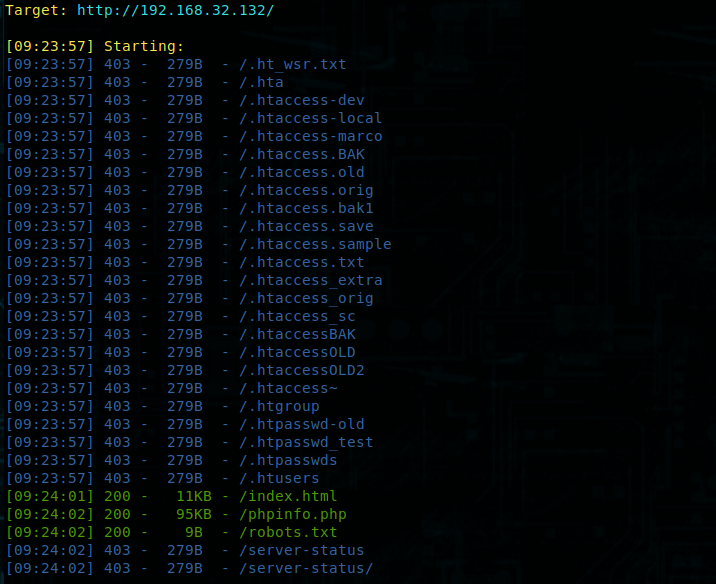 Target: http://192.168.32.132/
[09:23:57] Starting:
[09:23:57] 403 -  279B  - /.ht_wsr.txt
[09:23:57] 403 -  279B  - /.hta
[09:23:57] 403 -  279B  - /.htaccess-dev
[09:23:57] 403 -  279B  - /.htaccess-local
[09:23:57] 403 -  279B  - /.htaccess-marco
[09:23:57] 403 -  279B  - /.htaccess.BAK
[09:23:57] 403 -  279B  - /.htaccess.old
[09:23:57] 403 -  279B  - /.htaccess.orig
[09:23:57] 403 -  279B  - /.htaccess.bak1
[09:23:57] 403 -  279B  - /.htaccess.save
[09:23:57] 403 -  279B  - /.htaccess.sample
[09:23:57] 403 -  279B  - /.htaccess.txt
[09:23:57] 403 -  279B  - /.htaccess_extra
[09:23:57] 403 -  279B  - /.htaccess_orig
[09:23:57] 403 -  279B  - /.htaccess_sc
[09:23:57] 403 -  279B  - /.htaccessBAK
[09:23:57] 403 -  279B  - /.htaccessOLD
[09:23:57] 403 -  279B  - /.htaccessOLD2
[09:23:57] 403 -  279B  - /.htaccess~
[09:23:57] 403 -  279B  - /.htgroup
[09:23:57] 403 -  279B  - /.htpasswd-old
[09:23:57] 403 -  279B  - /.htpasswd_test
[09:23:57] 403 -  279B  - /.htpasswds
[09:23:57] 403 -  279B  - /.htusers
[09:24:01] 200 -   11KB - /index.html
[09:24:02] 200 -   95KB - /phpinfo.php
[09:24:02] 200 -    9B  - /robots.txt
[09:24:02] 403 -  279B  - /server-status
[09:24:02] 403 -  279B  - /server-status/